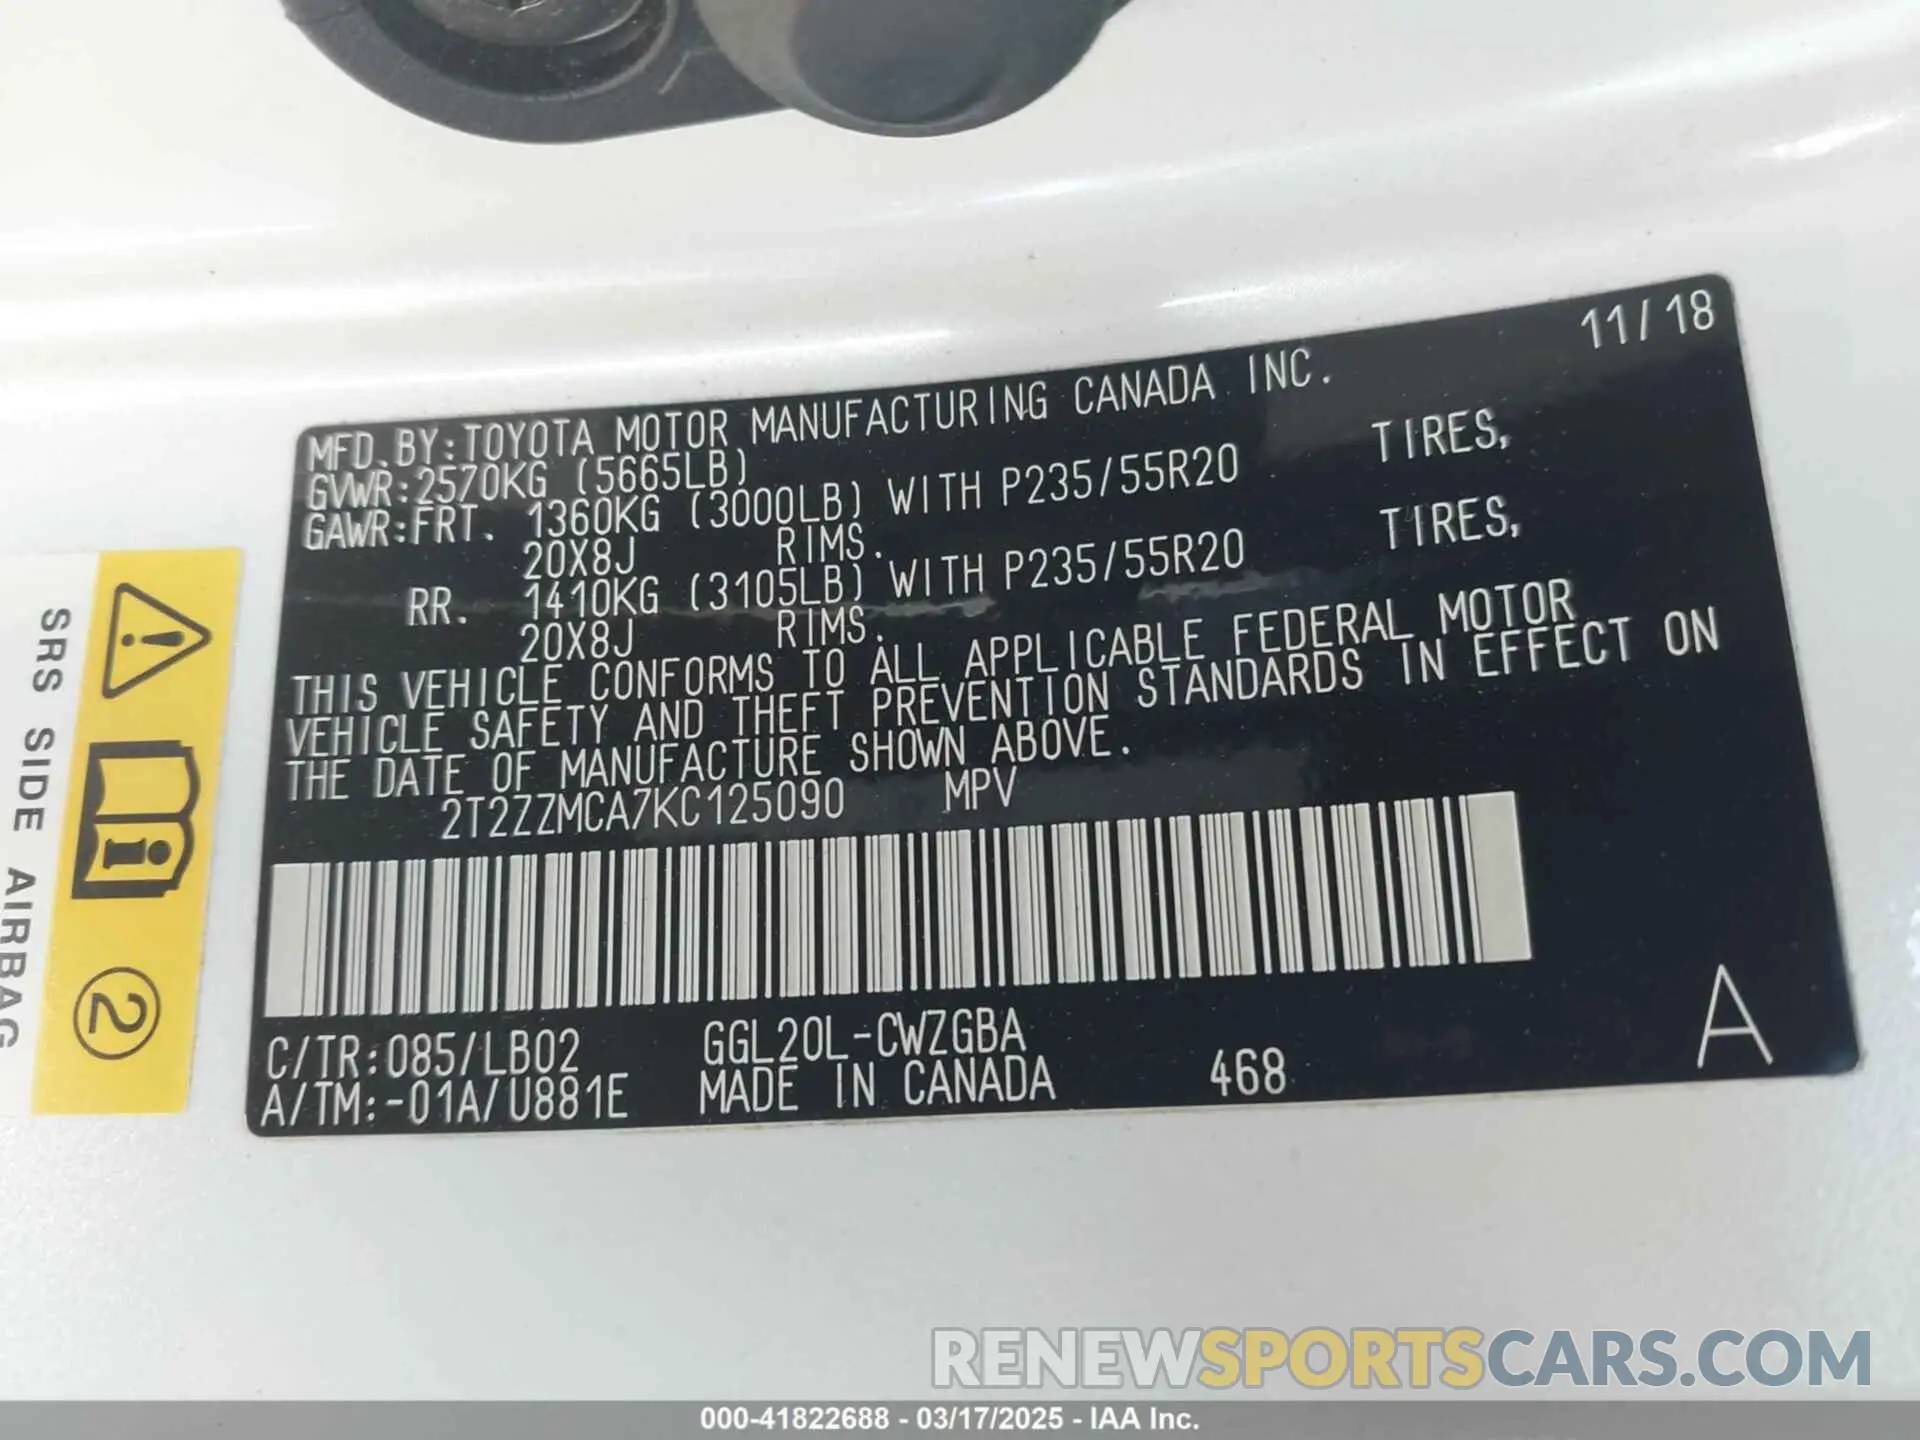 11/18
MFD.BY:TOYOTA MOTOR MANUFACTURING CANADA INC.
GVWR:2570KG (5665LB)
GAWR:FRT. 1360KG (3000LB) WITH P235/55R20 TIRES,
20X8J RIMS.
RR. 1410KG (3105LB) WITH P235/55R20 TIRES,
20X8J RIMS.
THIS VEHICLE CONFORMS TO ALL APPLICABLE FEDERAL MOTOR
VEHICLE SAFETY AND THEFT PREVENTION STANDARDS IN EFFECT ON
THE DATE OF MANUFACTURE SHOWN ABOVE.
2T2ZZMCA7KC125090 MPV
C/TR:085/LB02 GGL20L-CWZGBA
A/TM:-01A/U881E MADE IN CANADA 468
A
SRS SIDE AIRBAG
2
RENEWSPORTSCARS.COM
000-41822688 - 03/17/2025 - IAA Inc.